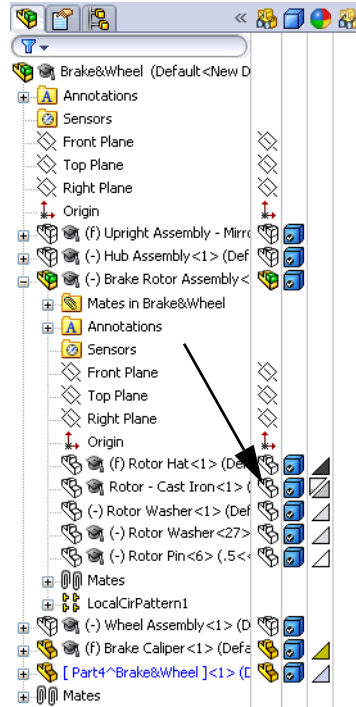 «
Brake&Wheel (Default<New D
Annotations
Sensors
Front Plane
Top Plane
Right Plane
Origin
(f) Upright Assembly - Mirro
(-) Hub Assembly<1> (Def
(-) Brake Rotor Assembly<
Mates in Brake&Wheel
Annotations
Sensors
Front Plane
Top Plane
Right Plane
Origin
(f) Rotor Hat<1> (Def
Rotor - Cast Iron<1> (
(-) Rotor Washer<1> (Def
(-) Rotor Washer<27>
(-) Rotor Pin<6> (.5<<
Mates
LocalCirPattern1
(-) Wheel Assembly<1> (D
(f) Brake Caliper<1> (Defa
[ Part4^Brake&Wheel ]<1> (D
Mates